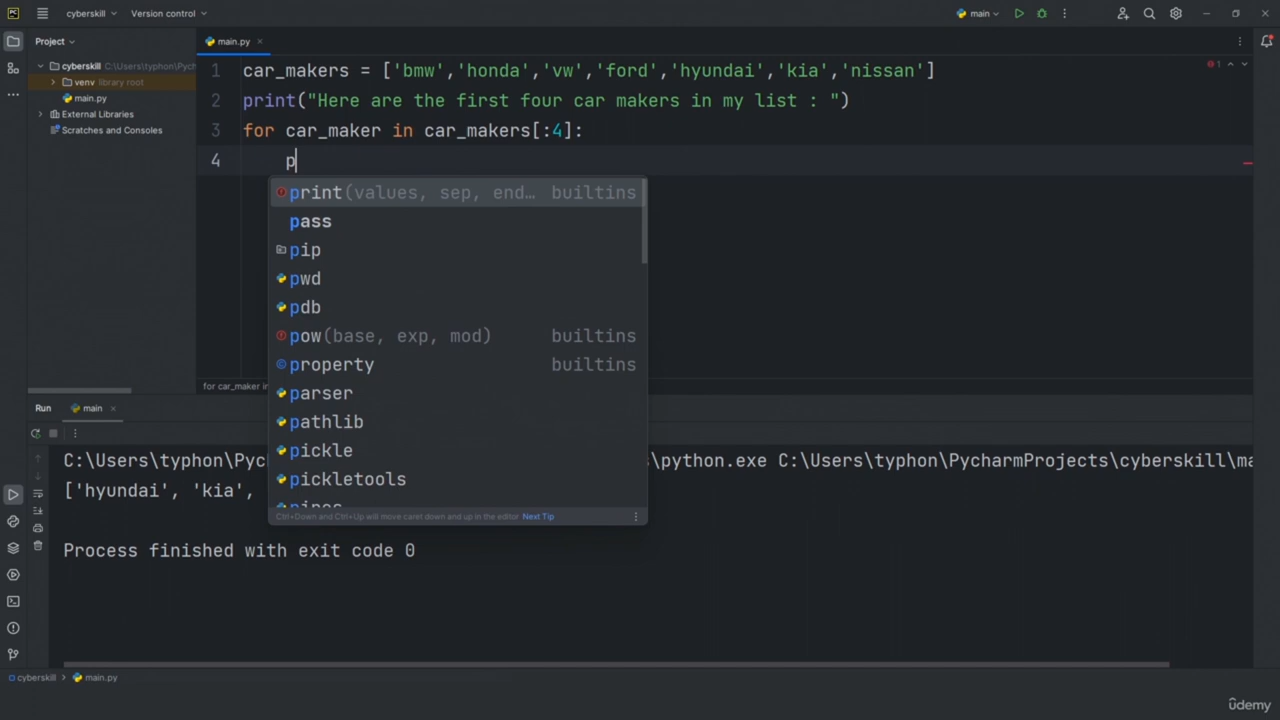 PC cyberskill Version control main
Project
main.py
cyberskill C:\Users\typhon\Pych
venv library root
main.py
External Libraries
Scratches and Consoles
1 car_makers = ['bmw','honda','vw','ford','hyundai','kia','nissan']
1
2 print("Here are the first four car makers in my list : ")
3 for car_maker in car_makers[:4]:
4 p
print(values, sep, end… builtins
pass
pip
pwd
pdb
pow(base, exp, mod) builtins
property builtins
parser
pathlib
pickle
pickletools
pines
Ctrl+Down and Ctrl+Up will move caret down and up in the editor Next Tip
for car_maker in
Run main
C:\Users\typhon\Pyc s\python.exe C:\Users\typhon\PycharmProjects\cyberskill\ma
['hyundai', 'kia',
Process finished with exit code 0
cyberskill > main.py
ûdemy